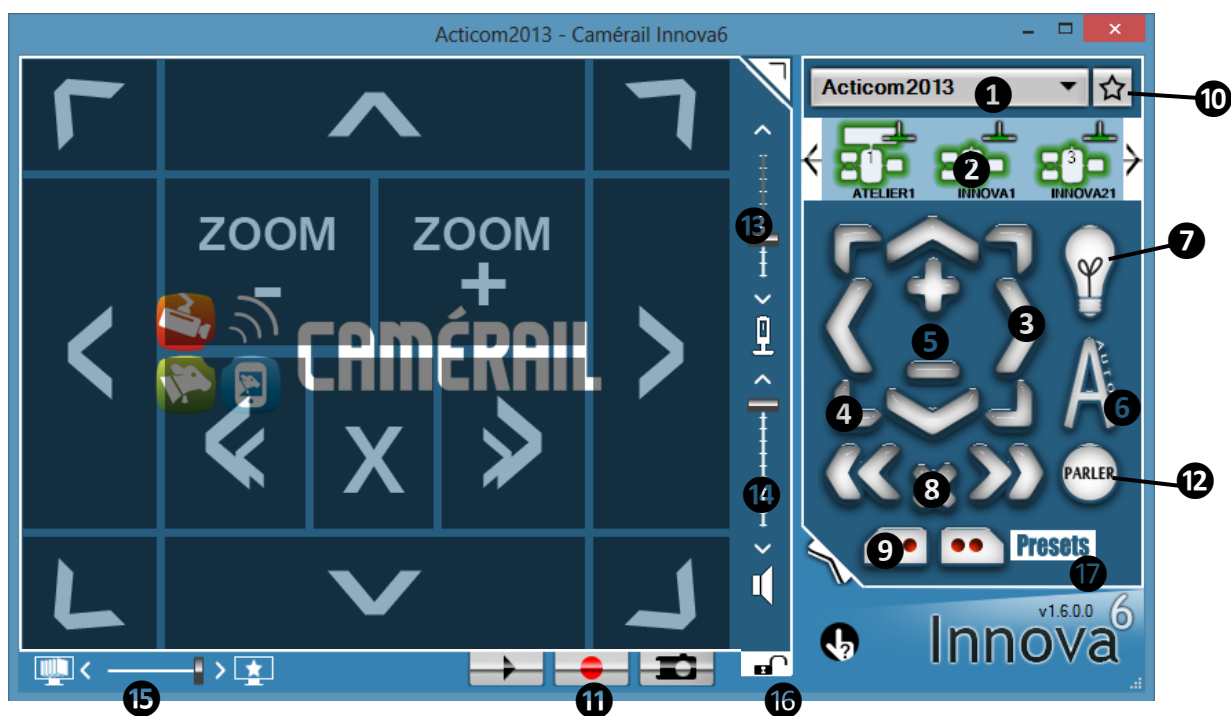 Acticom2013 - Camérail Innova6
Acticom2013
1
10
1
3
ATELIER1
INNOVA1
INNOVA21
2
ZOOM
-
ZOOM
+
13
7
3
5
CAMÉRAIL
AUTO
A
6
4
X
14
8
PARLER
12
9
Presets
17
v1.6.0.0
Innova 6
?
15
11
16